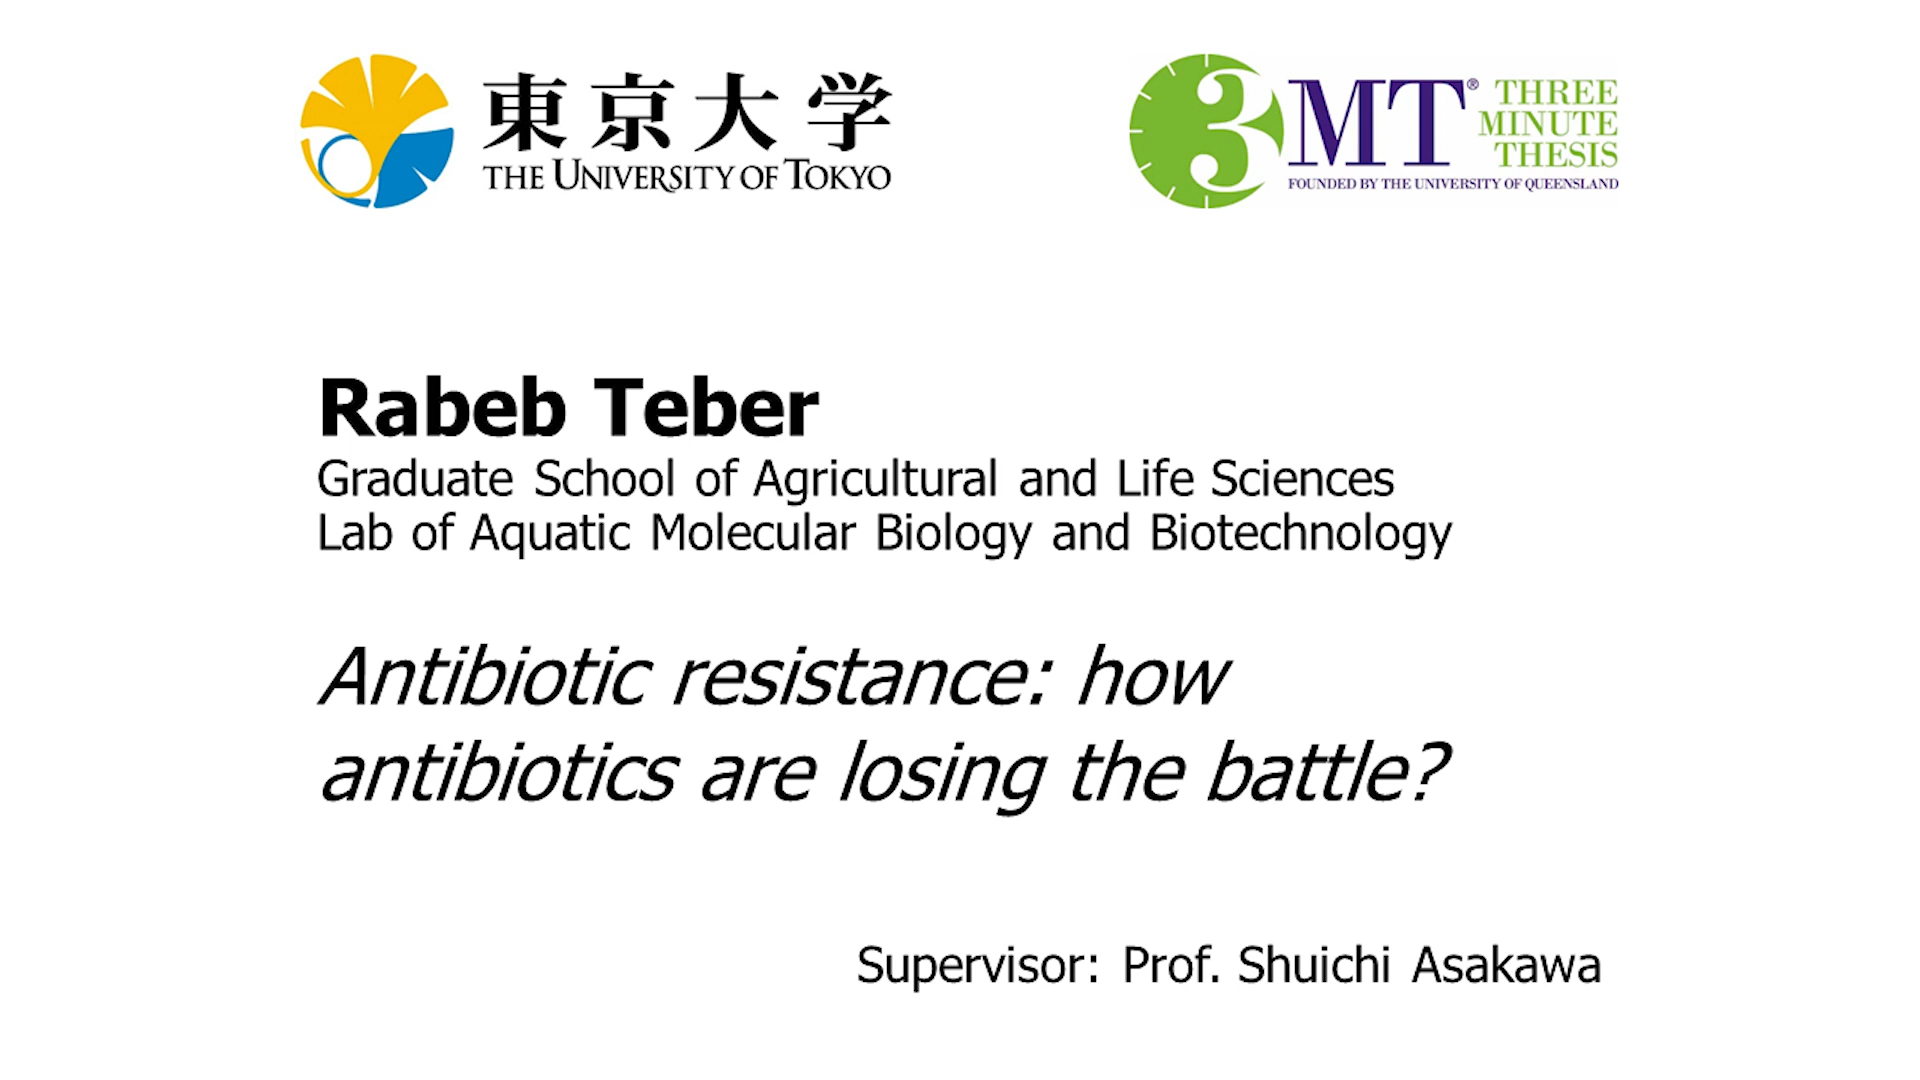 東京大学
THE UNIVERSITY OF TOKYO
3MT® THREE
MINUTE
THESIS
FOUNDED BY THE UNIVERSITY OF QUEENSLAND
Rabeb Teber
Graduate School of Agricultural and Life Sciences
Lab of Aquatic Molecular Biology and Biotechnology
Antibiotic resistance: how
antibiotics are losing the battle?
Supervisor: Prof. Shuichi Asakawa